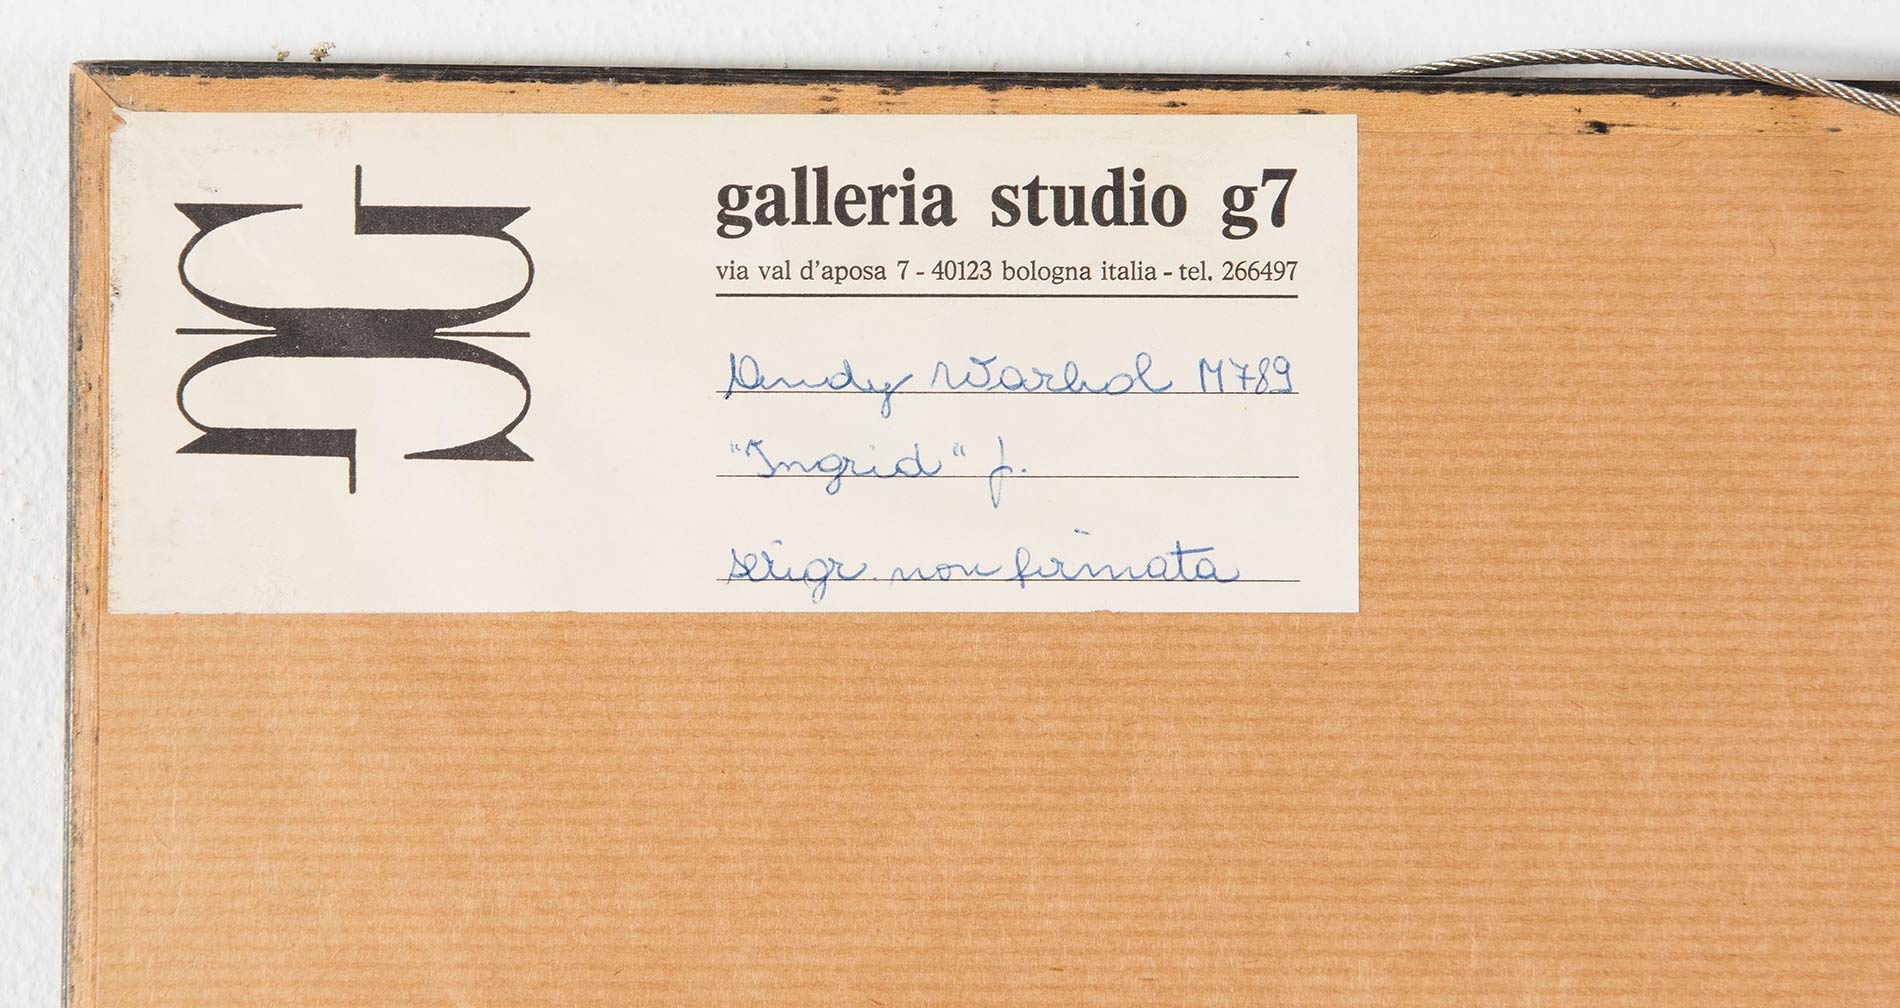 galleria studio g7
via val d'aposa 7 - 40123 bologna italia - tel. 266497
Andy Warhol M789
"Ingrid" f.
serigr. non firmata